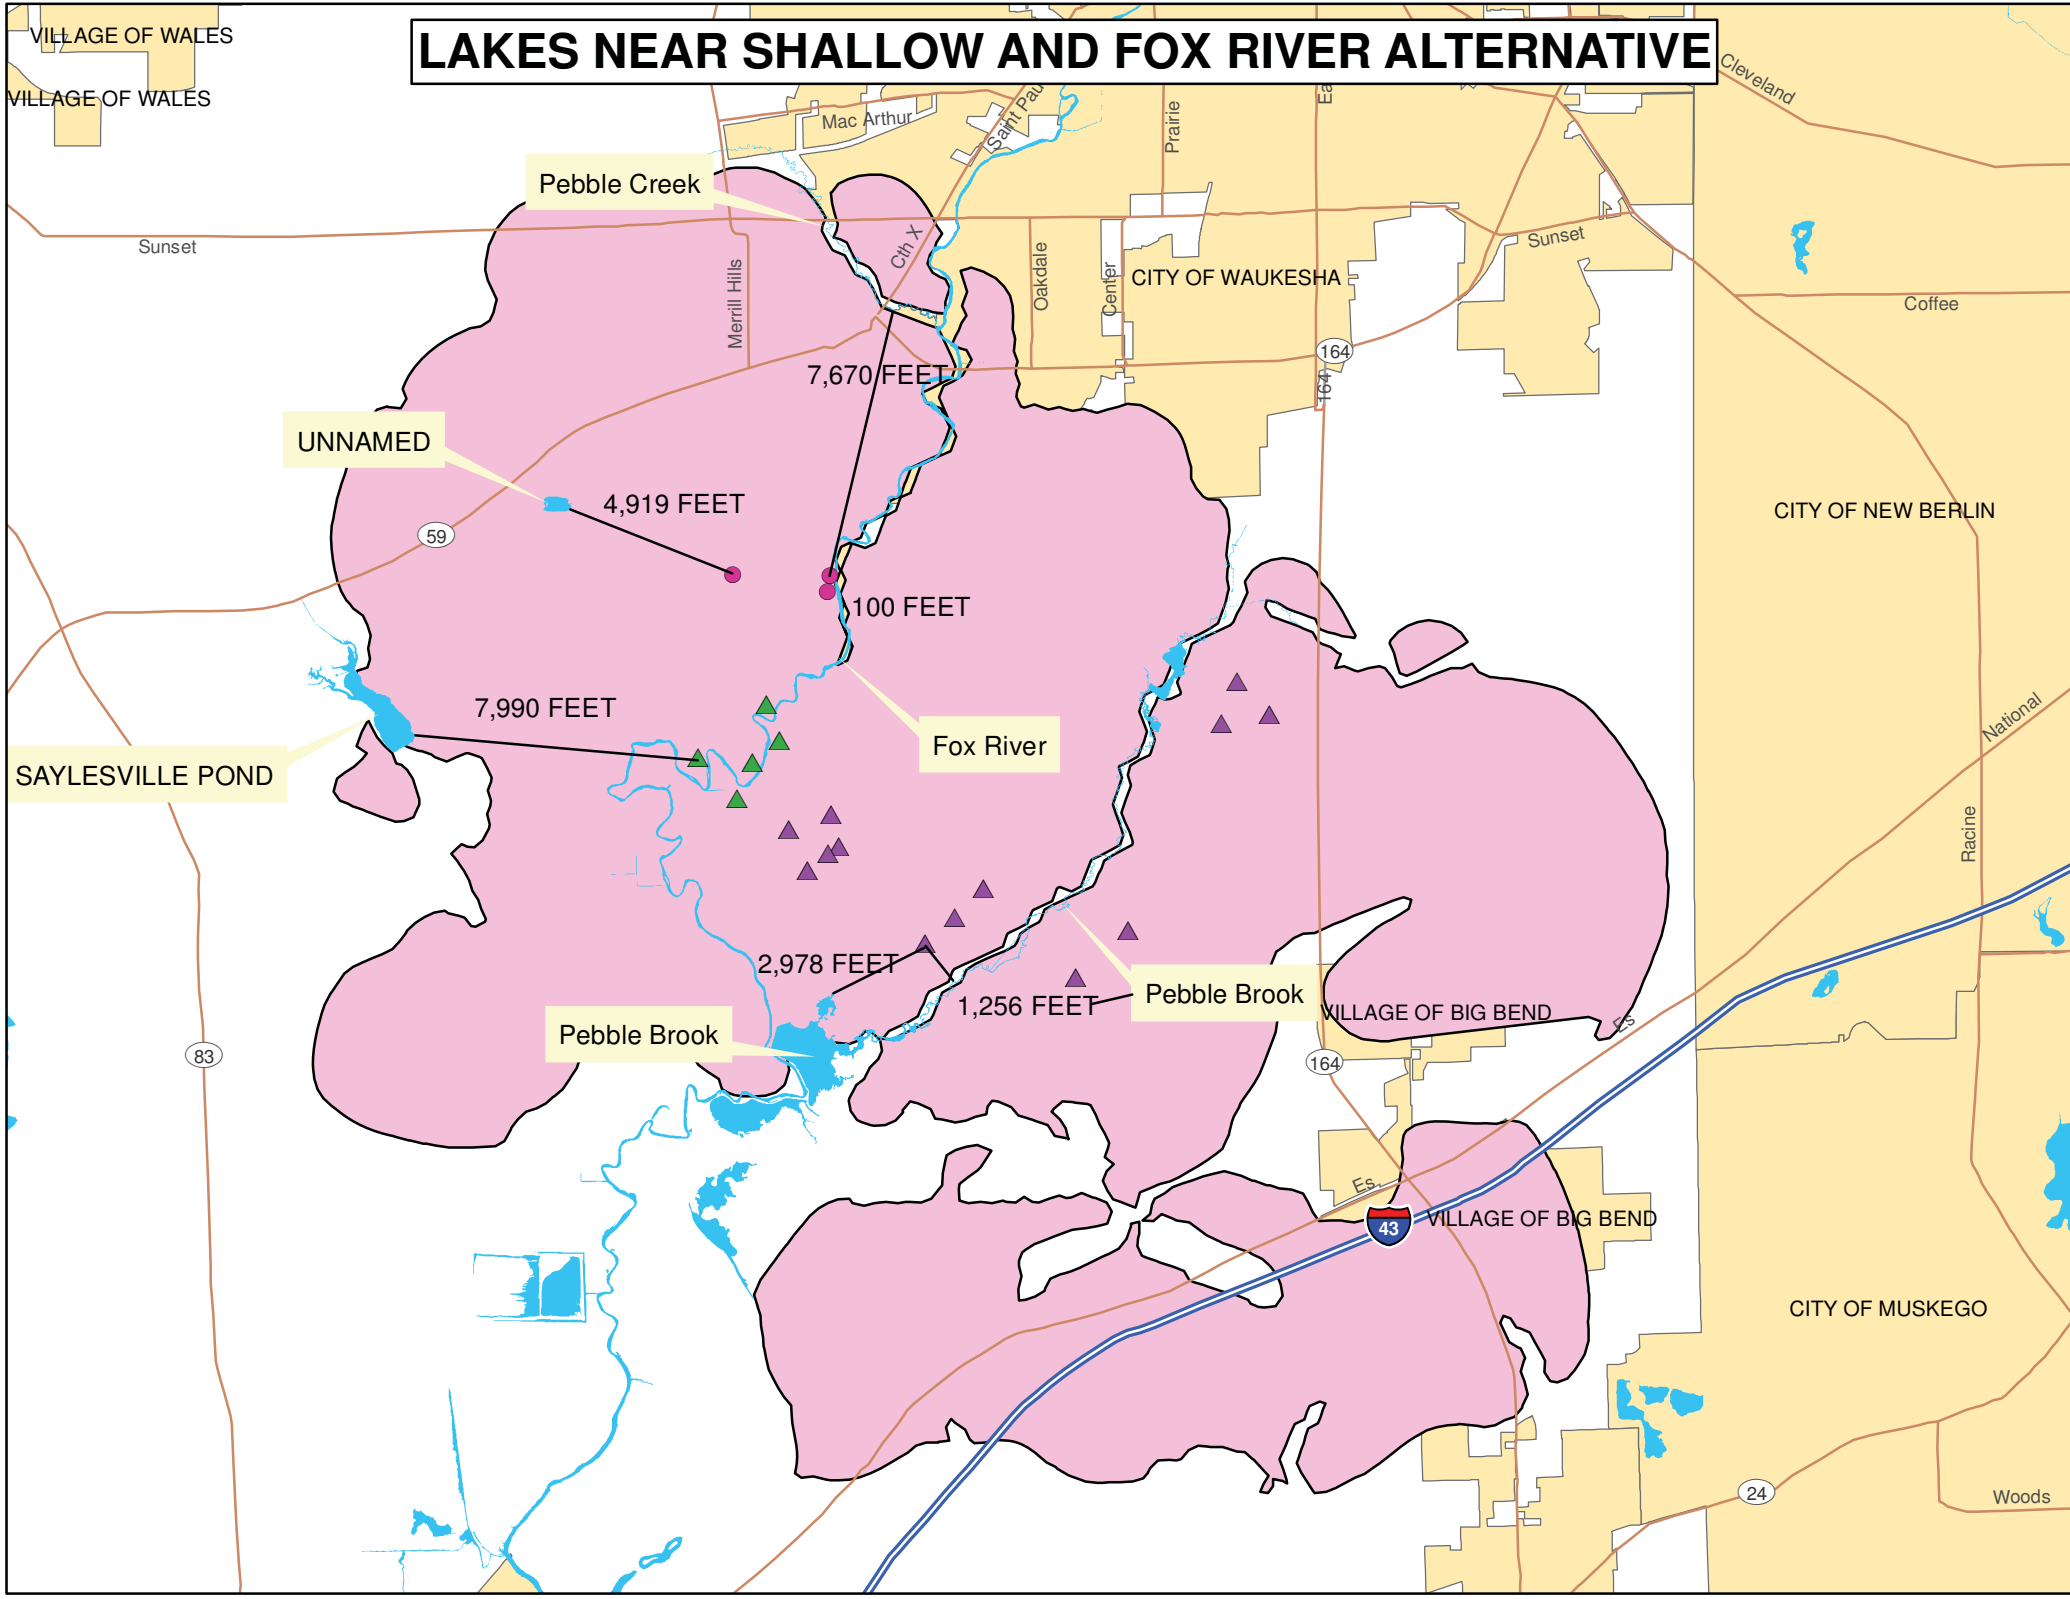 LAKES NEAR SHALLOW AND FOX RIVER ALTERNATIVE
VILLAGE OF WALES
VILLAGE OF WALES
Cleveland
Mac Arthur
Prairie
Pebble Creek
Sunset
Cth X
Merrill Hills
Oakdale
Center
CITY OF WAUKESHA
Sunset
Coffee
164
164
7,670 FEET
UNNAMED
4,919 FEET
59
CITY OF NEW BERLIN
100 FEET
7,990 FEET
SAYLESVILLE POND
Fox River
National
Racine
2,978 FEET
1,256 FEET
Pebble Brook
Pebble Brook
VILLAGE OF BIG BEND
Es
83
164
Es
43
VILLAGE OF BIG BEND
CITY OF MUSKEGO
24
Woods